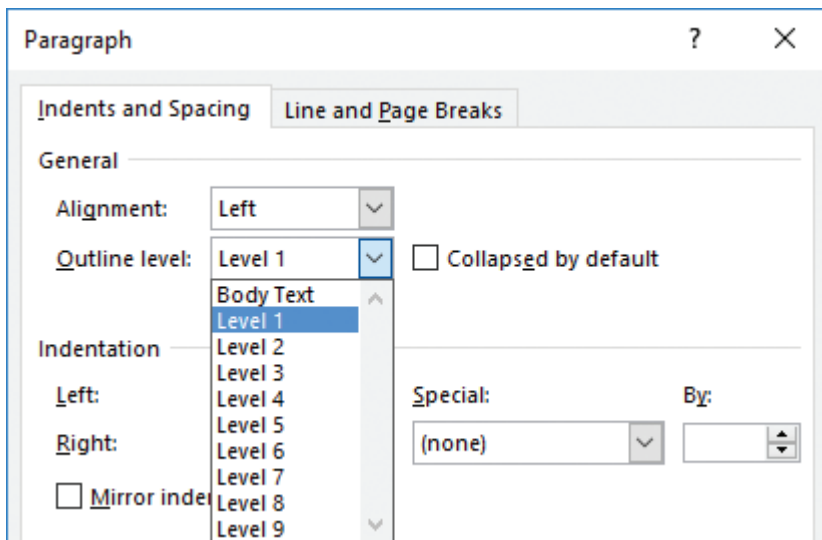 Paragraph ?
Indents and Spacing Line and Page Breaks
General
Alignment: Left
Outline level: Level 1 Collapsed by default
Body Text
Level 1
Indentation Level 2
Level 3
Left: Level 4 Special: By:
Level 5
Right: Level 6 (none)
Level 7
Mirror inde Level 8
Level 9